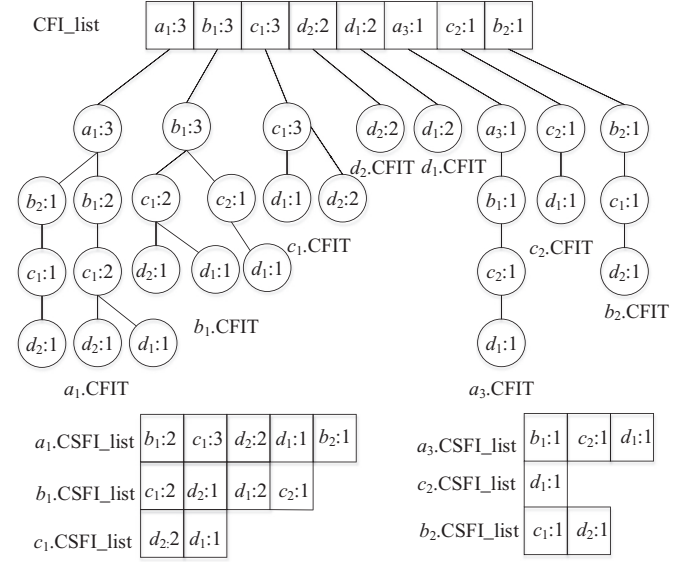 CFI_list a₁:3 b₁:3 c₁:3 d₂:2 d₁:2 a₃:1 c₂:1 b₂:1
a₁:3 b₁:3 c₁:3 d₂:2 d₁:2 a₃:1 c₂:1 b₂:1
d₂.CFIT d₁.CFIT
b₂:1 b₁:2 c₁:2 c₂:1 d₁:1 d₂:2 b₁:1 d₁:1 c₁:1
c₁.CFIT c₂.CFIT
c₁:1 c₁:2 d₂:1 d₁:1 d₁:1 c₂:1 d₂:1
b₁.CFIT b₂.CFIT
d₂:1 d₂:1 d₁:1 d₁:1
a₁.CFIT a₃.CFIT
a₁.CSFI_list b₁:2 c₁:3 d₂:2 d₁:1 b₂:1
a₃.CSFI_list b₁:1 c₂:1 d₁:1
b₁.CSFI_list c₁:2 d₂:1 d₁:2 c₂:1
c₂.CSFI_list d₁:1
c₁.CSFI_list d₂:2 d₁:1
b₂.CSFI_list c₁:1 d₂:1